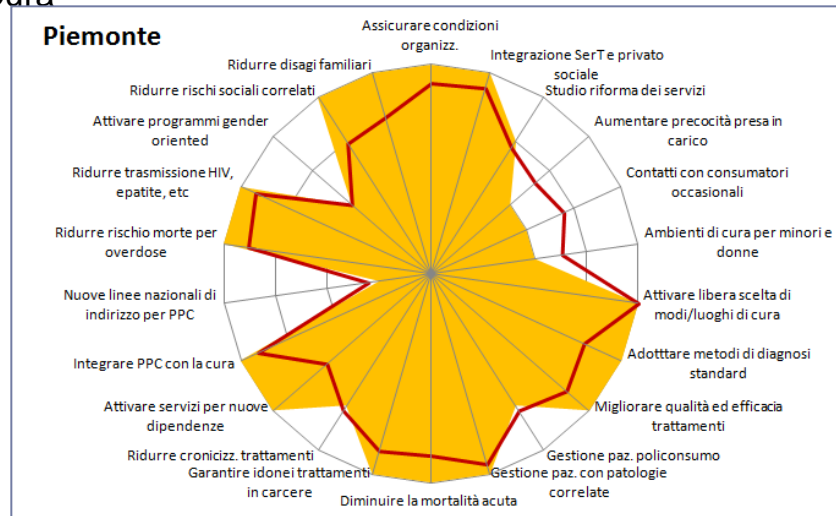 Piemonte
Assicurare condizioni
organizz.
Integrazione SerT e privato
sociale
Studio riforma dei servizi
Aumentare precocità presa in
carico
Contatti con consumatori
occasionali
Ambienti di cura per minori e
donne
Attivare libera scelta di
modi/luoghi di cura
Adotttare metodi di diagnosi
standard
Migliorare qualità ed efficacia
trattamenti
Gestione paz. policonsumo
Gestione paz. con patologie
correlate
Diminuire la mortalità acuta
Garantire idonei trattamenti
in carcere
Ridurre cronicizz. trattamenti
Attivare servizi per nuove
dipendenze
Integrare PPC con la cura
Nuove linee nazionali di
indirizzo per PPC
Ridurre rischio morte per
overdose
Ridurre trasmissione HIV,
epatite, etc
Attivare programmi gender
oriented
Ridurre rischi sociali correlati
Ridurre disagi familiari